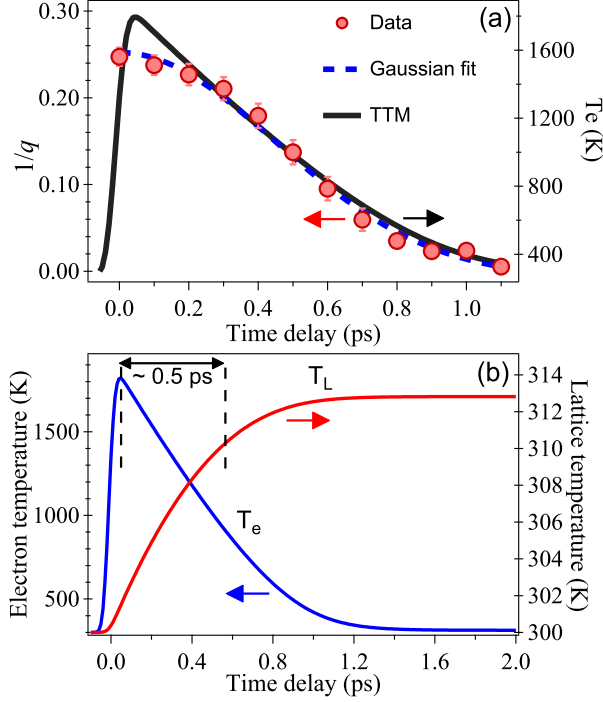 0.30
(a)
Data
1600
Gaussian fit
0.20
TTM
1200
1/q
Te (K)
0.10
800
400
0.00
0.0 0.2 0.4 0.6 0.8 1.0
Time delay (ps)
~ 0.5 ps
T_L
(b)
314
1500
312
310
1000
308
T_e
306
304
500
302
300
Electron temperature (K)
Lattice temperature (K)
0.0 0.4 0.8 1.2 1.6 2.0
Time delay (ps)